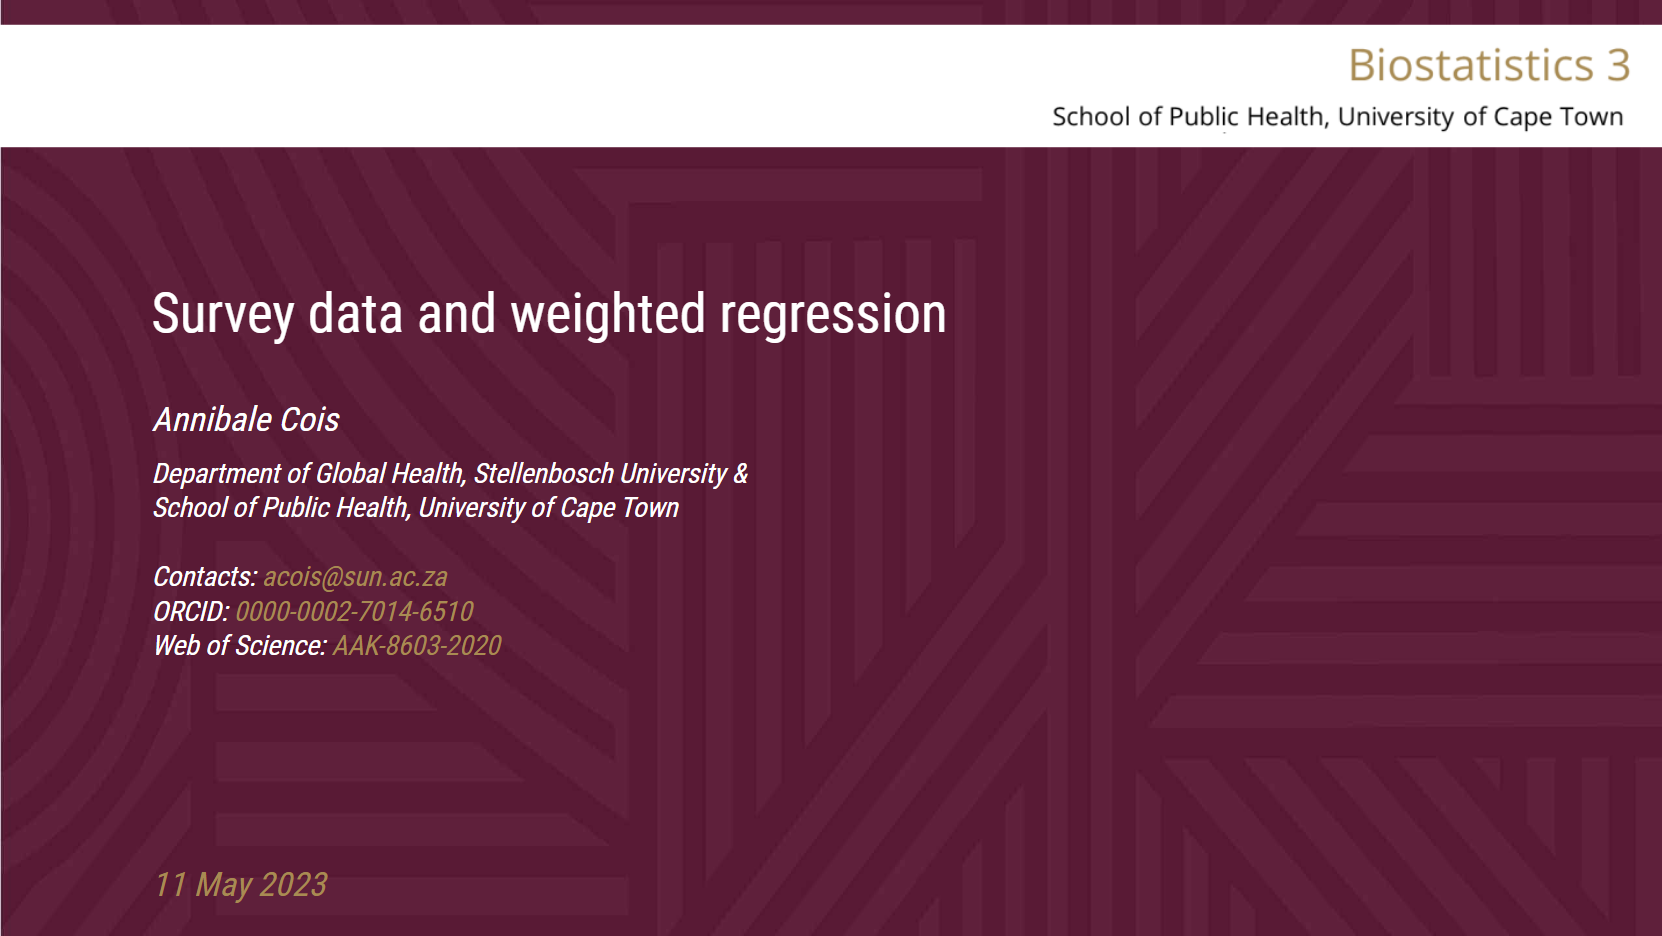 Biostatistics 3
School of Public Health, University of Cape Town
Survey data and weighted regression
Annibale Cois
Department of Global Health, Stellenbosch University &
School of Public Health, University of Cape Town
Contacts: acois@sun.ac.za
ORCID: 0000-0002-7014-6510
Web of Science: AAK-8603-2020
11 May 2023